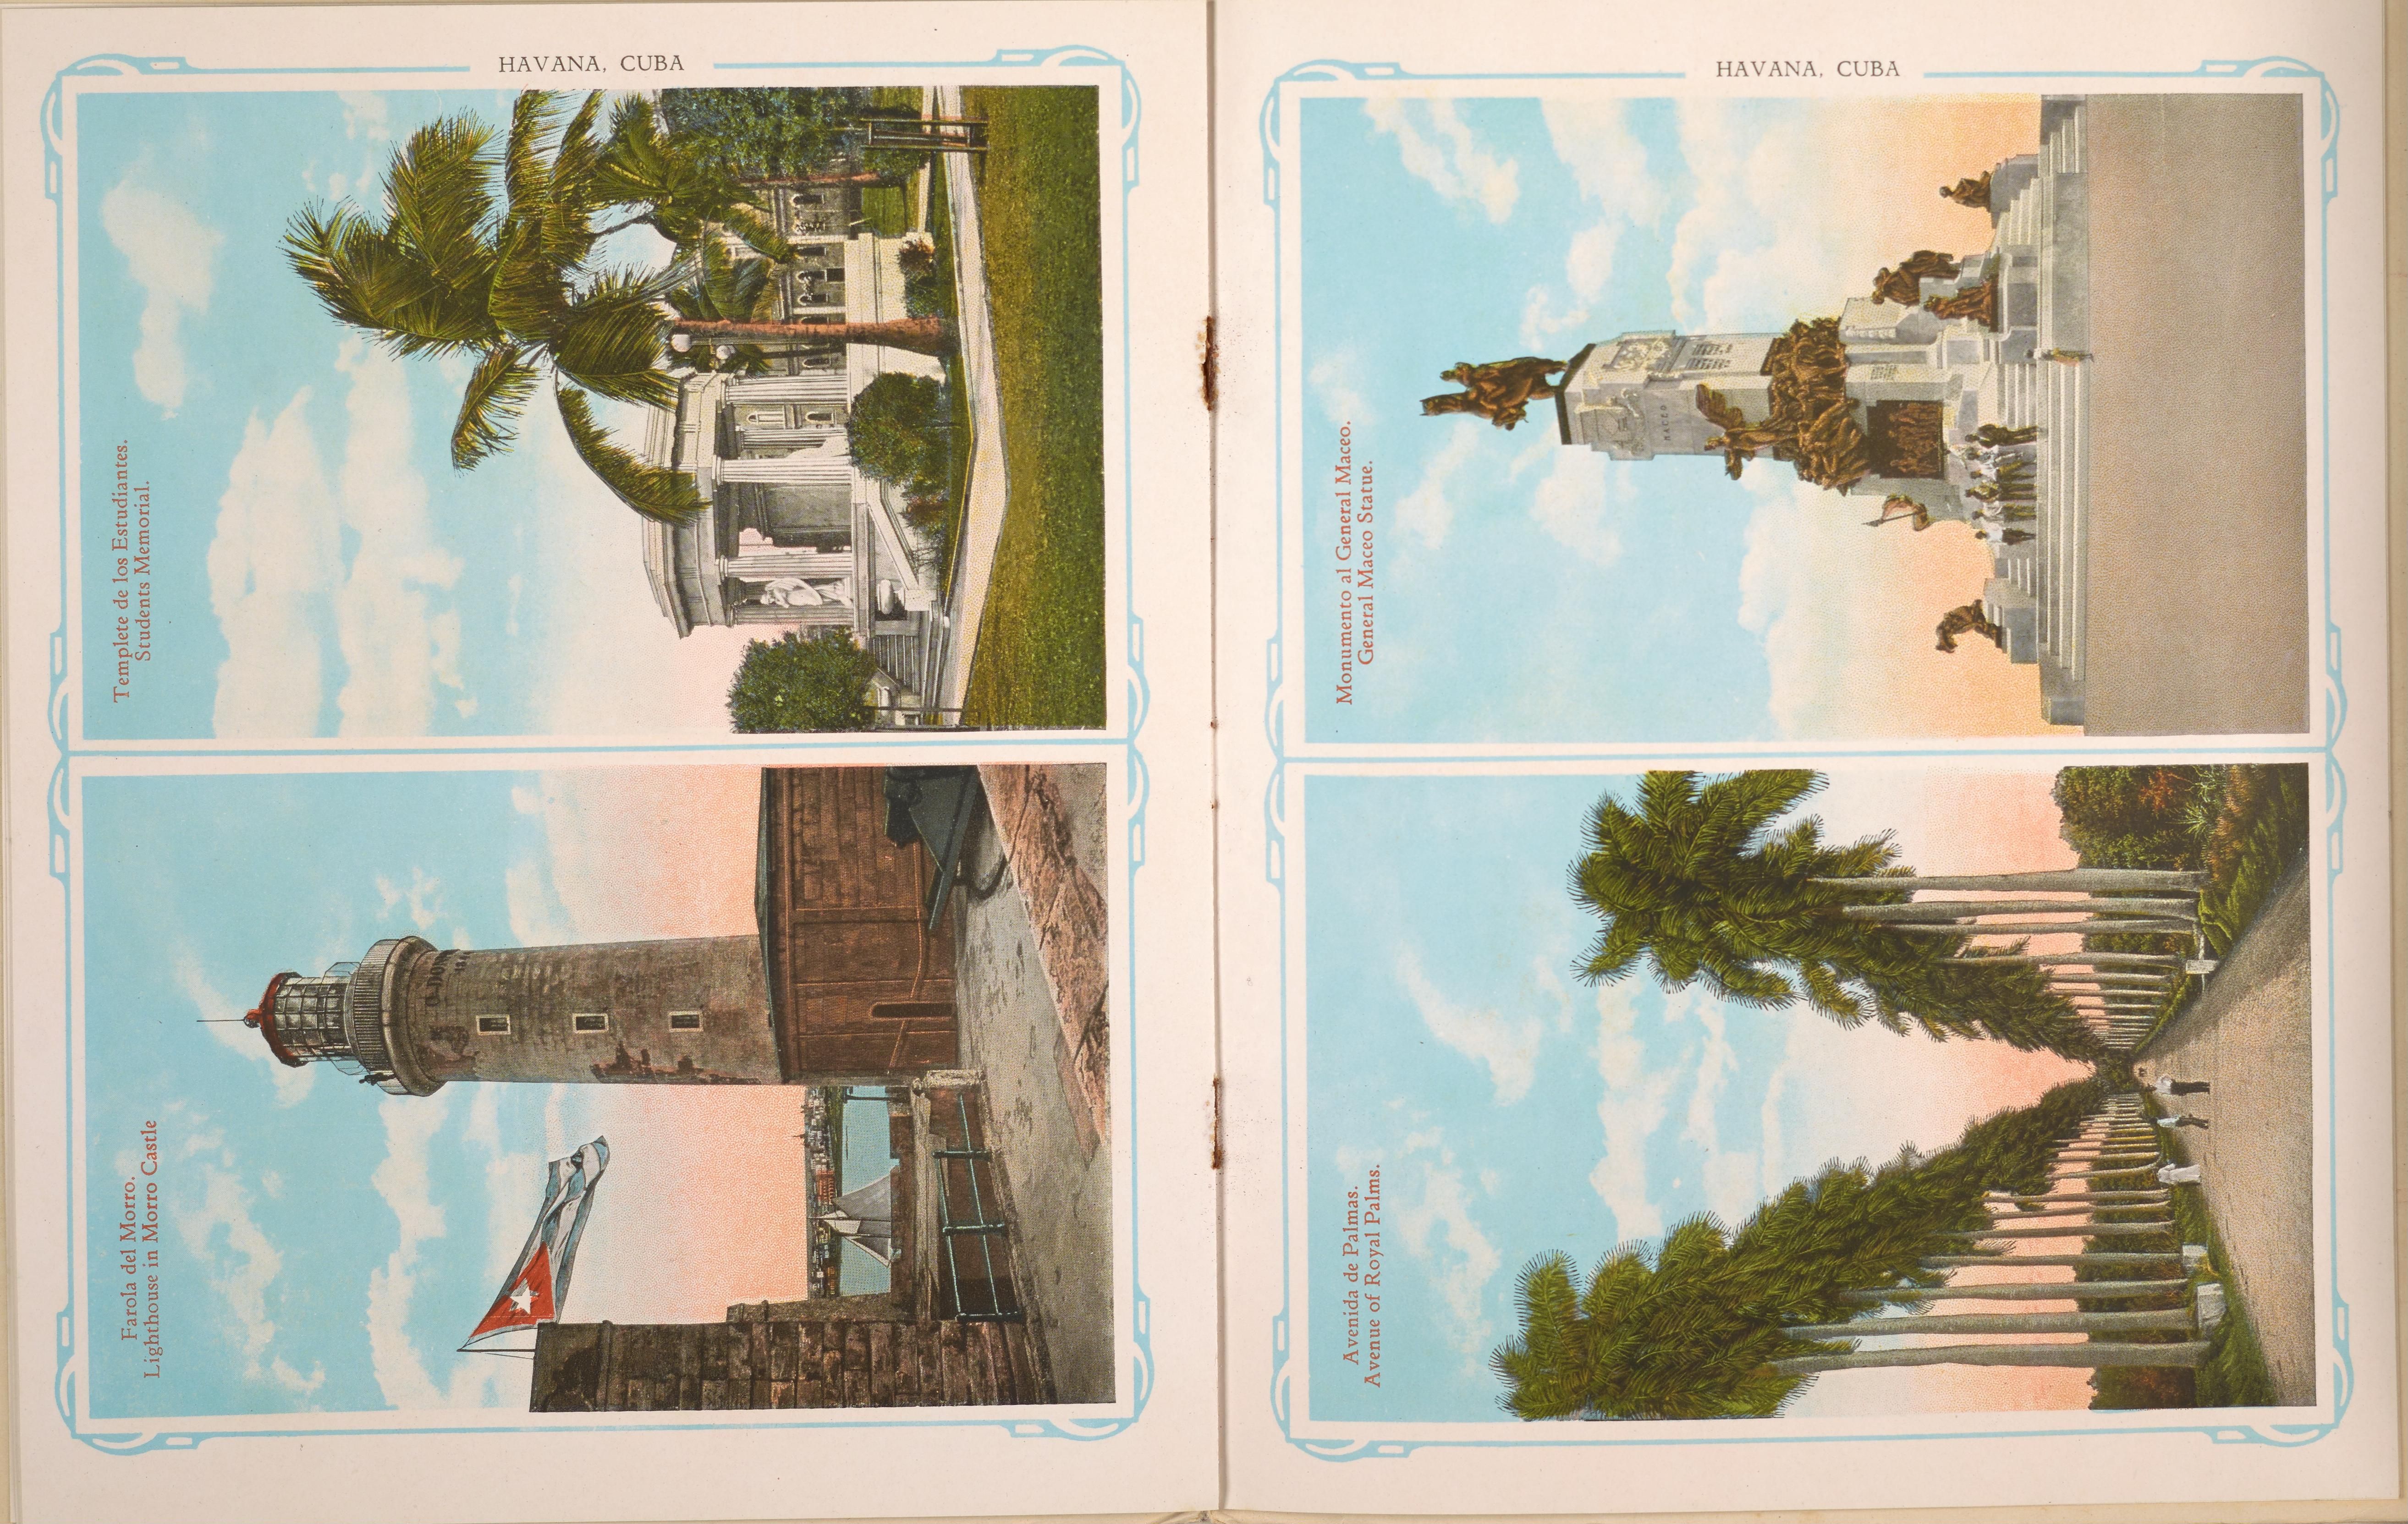 HAVANA, CUBA
Templete de los Estudiantes.
Students Memorial.
Farola del Morro.
Lighthouse in Morro Castle
HAVANA, CUBA
Monumento al General Maceo.
General Maceo Statue.
MACEO
Avenida de Palmas.
Avenue of Royal Palms.